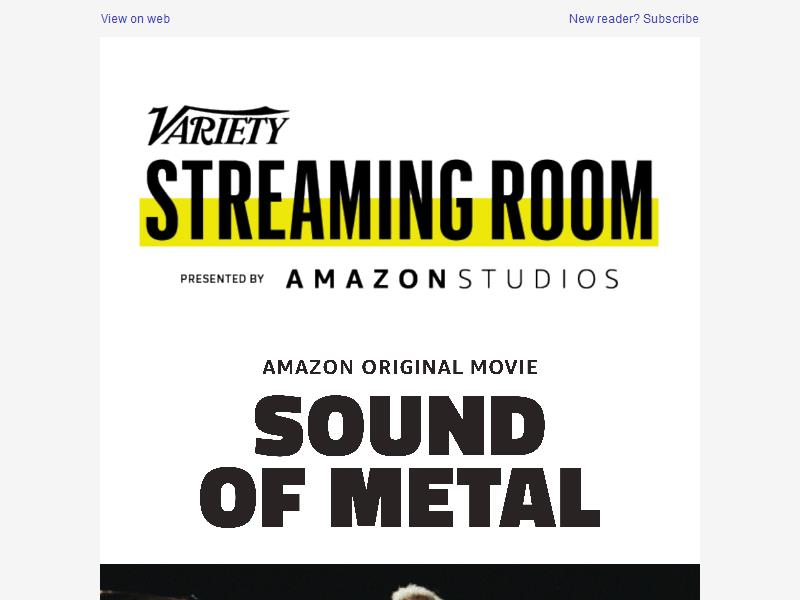 View on web
New reader? Subscribe
VARIETY
STREAMING ROOM
PRESENTED BY AMAZON STUDIOS
AMAZON ORIGINAL MOVIE
SOUND
OF METAL